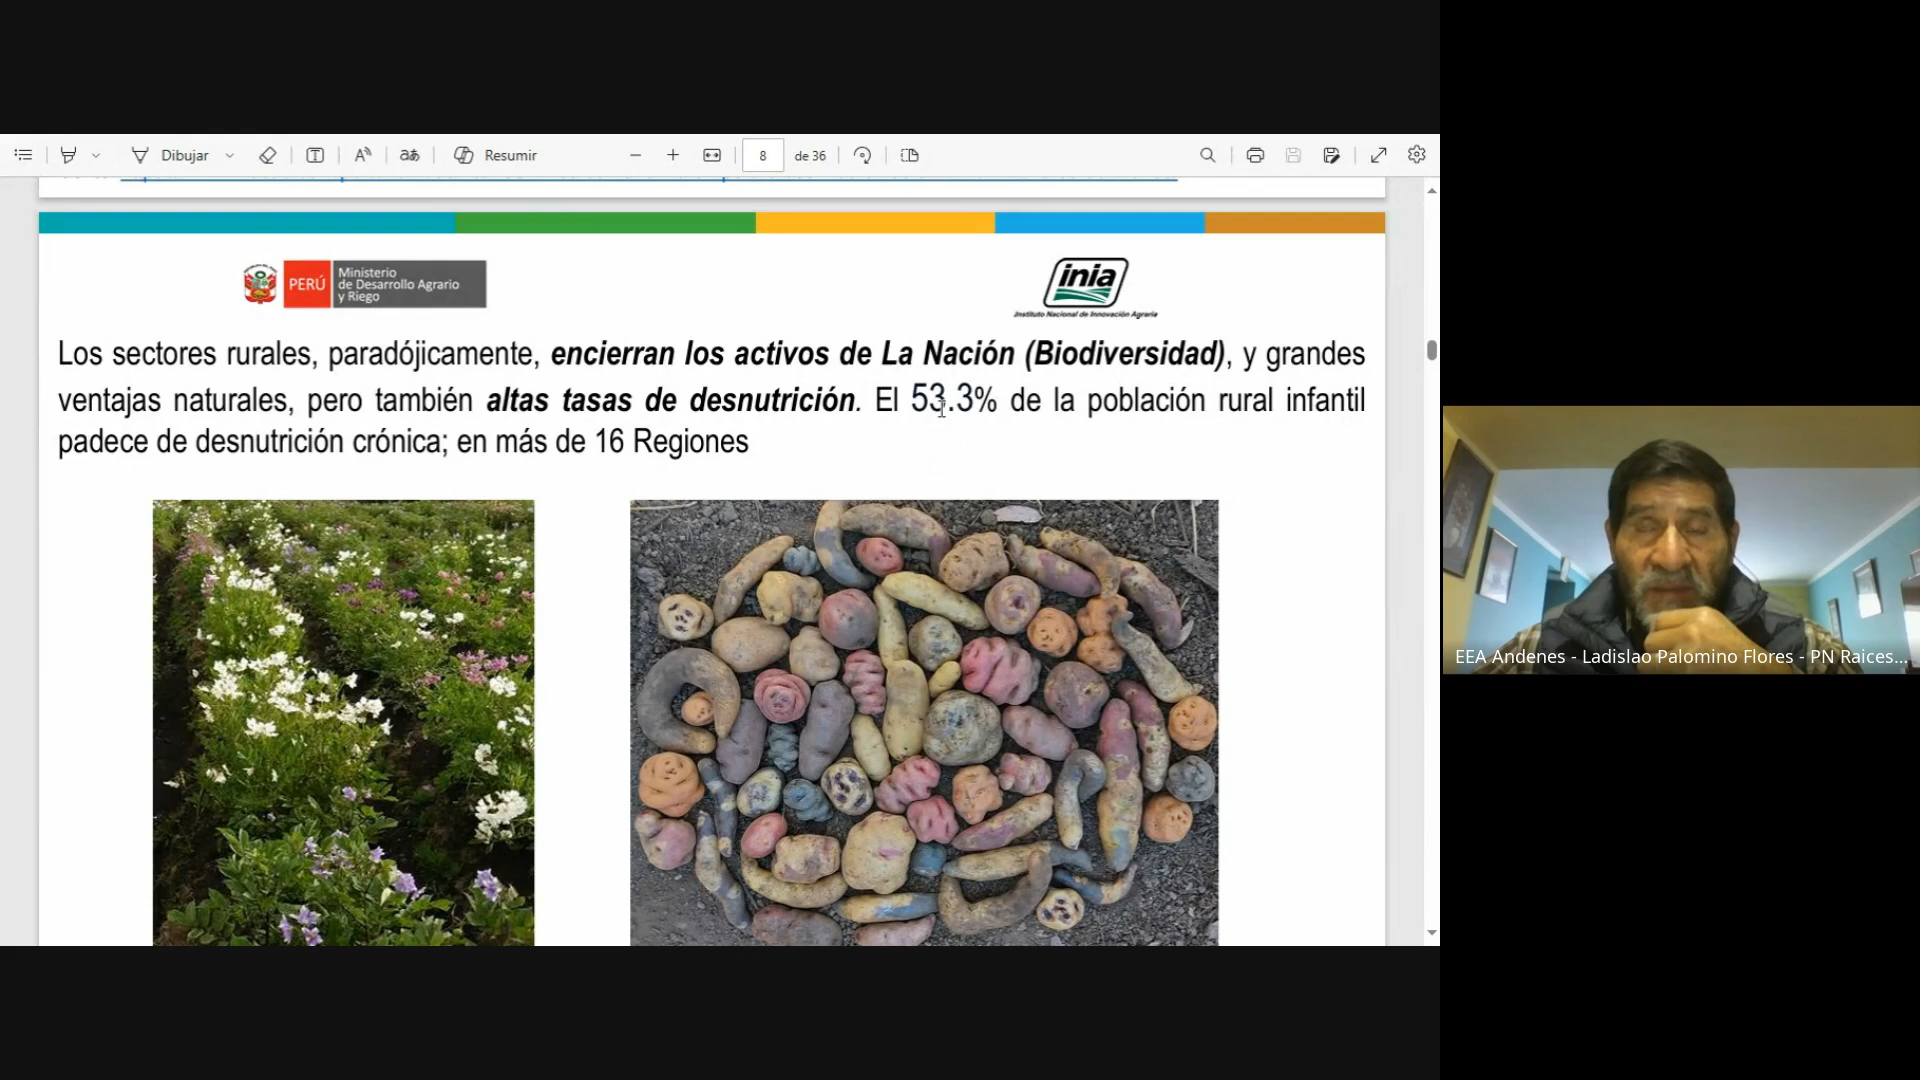 Dibujar
Resumir
8
de 36
PERÚ
Ministerio
de Desarrollo Agrario
y Riego
inia
Instituto Nacional de Innovación Agraria
Los sectores rurales, paradójicamente, encierran los activos de La Nación (Biodiversidad), y grandes
ventajas naturales, pero también altas tasas de desnutrición. El 53.3% de la población rural infantil
padece de desnutrición crónica; en más de 16 Regiones
EEA Andenes - Ladislao Palomino Flores - PN Raices...